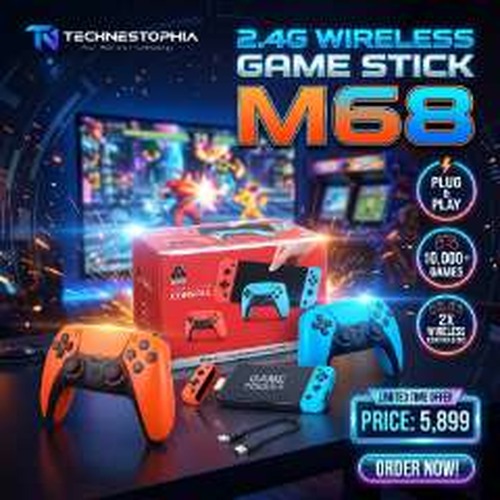 TECHNESTOPHIA
2.4G WIRELESS
GAME STICK
M68
PLUG
&
PLAY
10,000+
GAMES
2X
WIRELESS
GAME
LIMITED TIME OFFER
PRICE: 5,899
ORDER NOW!